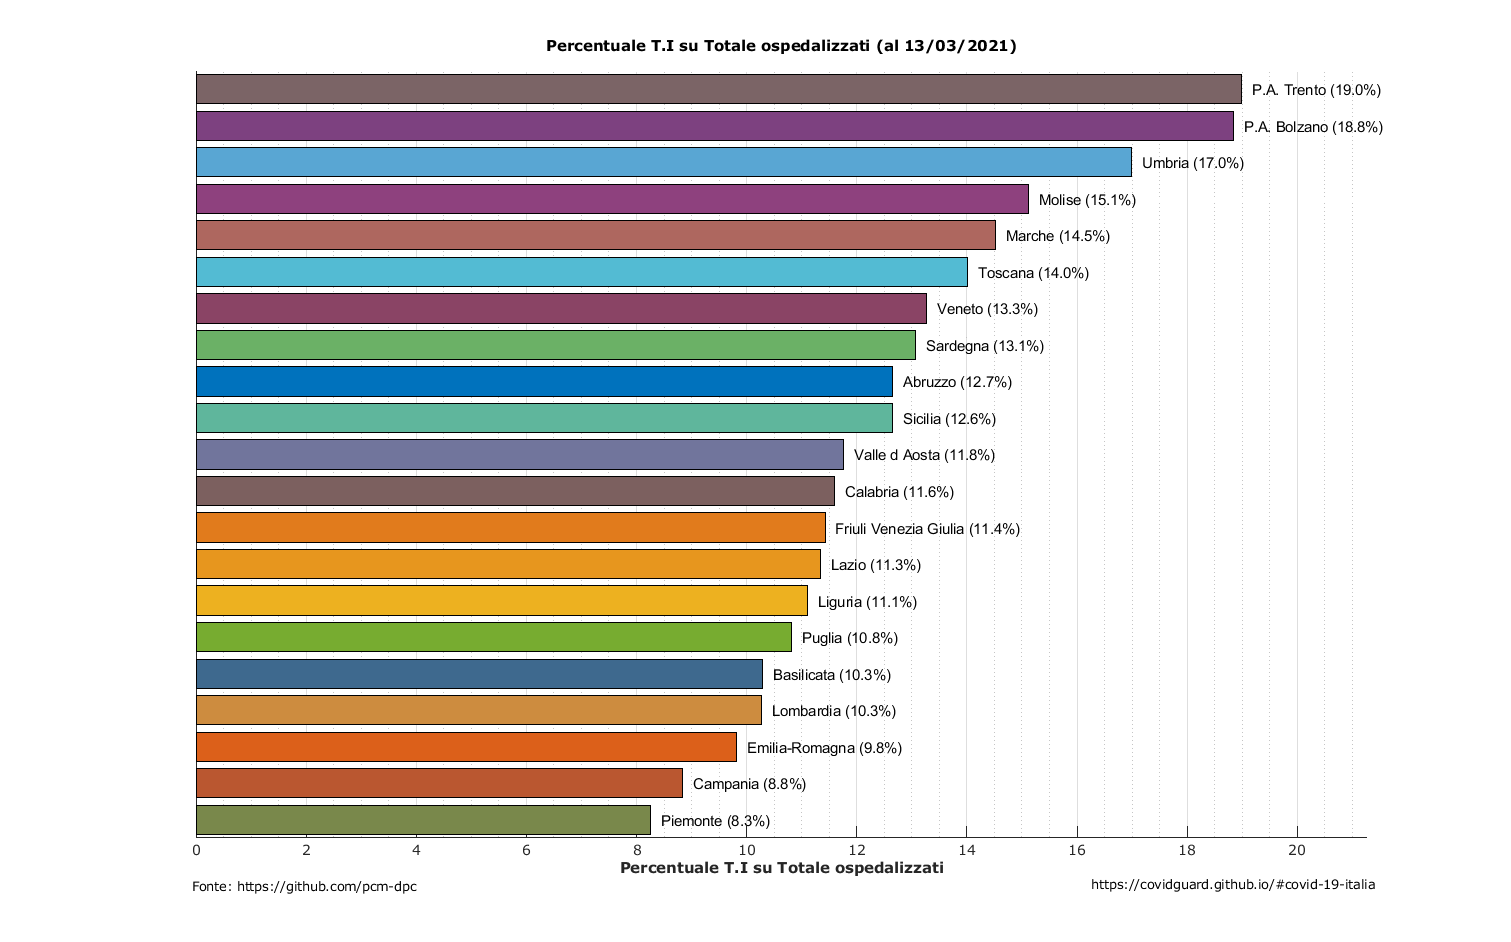 Percentuale T.I su Totale ospedalizzati (al 13/03/2021)
P.A. Trento (19.0%)
P.A. Bolzano (18.8%)
Umbria (17.0%)
Molise (15.1%)
Marche (14.5%)
Toscana (14.0%)
Veneto (13.3%)
Sardegna (13.1%)
Abruzzo (12.7%)
Sicilia (12.6%)
Valle d Aosta (11.8%)
Calabria (11.6%)
Friuli Venezia Giulia (11.4%)
Lazio (11.3%)
Liguria (11.1%)
Puglia (10.8%)
Basilicata (10.3%)
Lombardia (10.3%)
Emilia-Romagna (9.8%)
Campania (8.8%)
Piemonte (8.3%)
0 2 4 6 8 10 12 14 16 18 20
Percentuale T.I su Totale ospedalizzati
Fonte: https://github.com/pcm-dpc
https://covidguard.github.io/#covid-19-italia